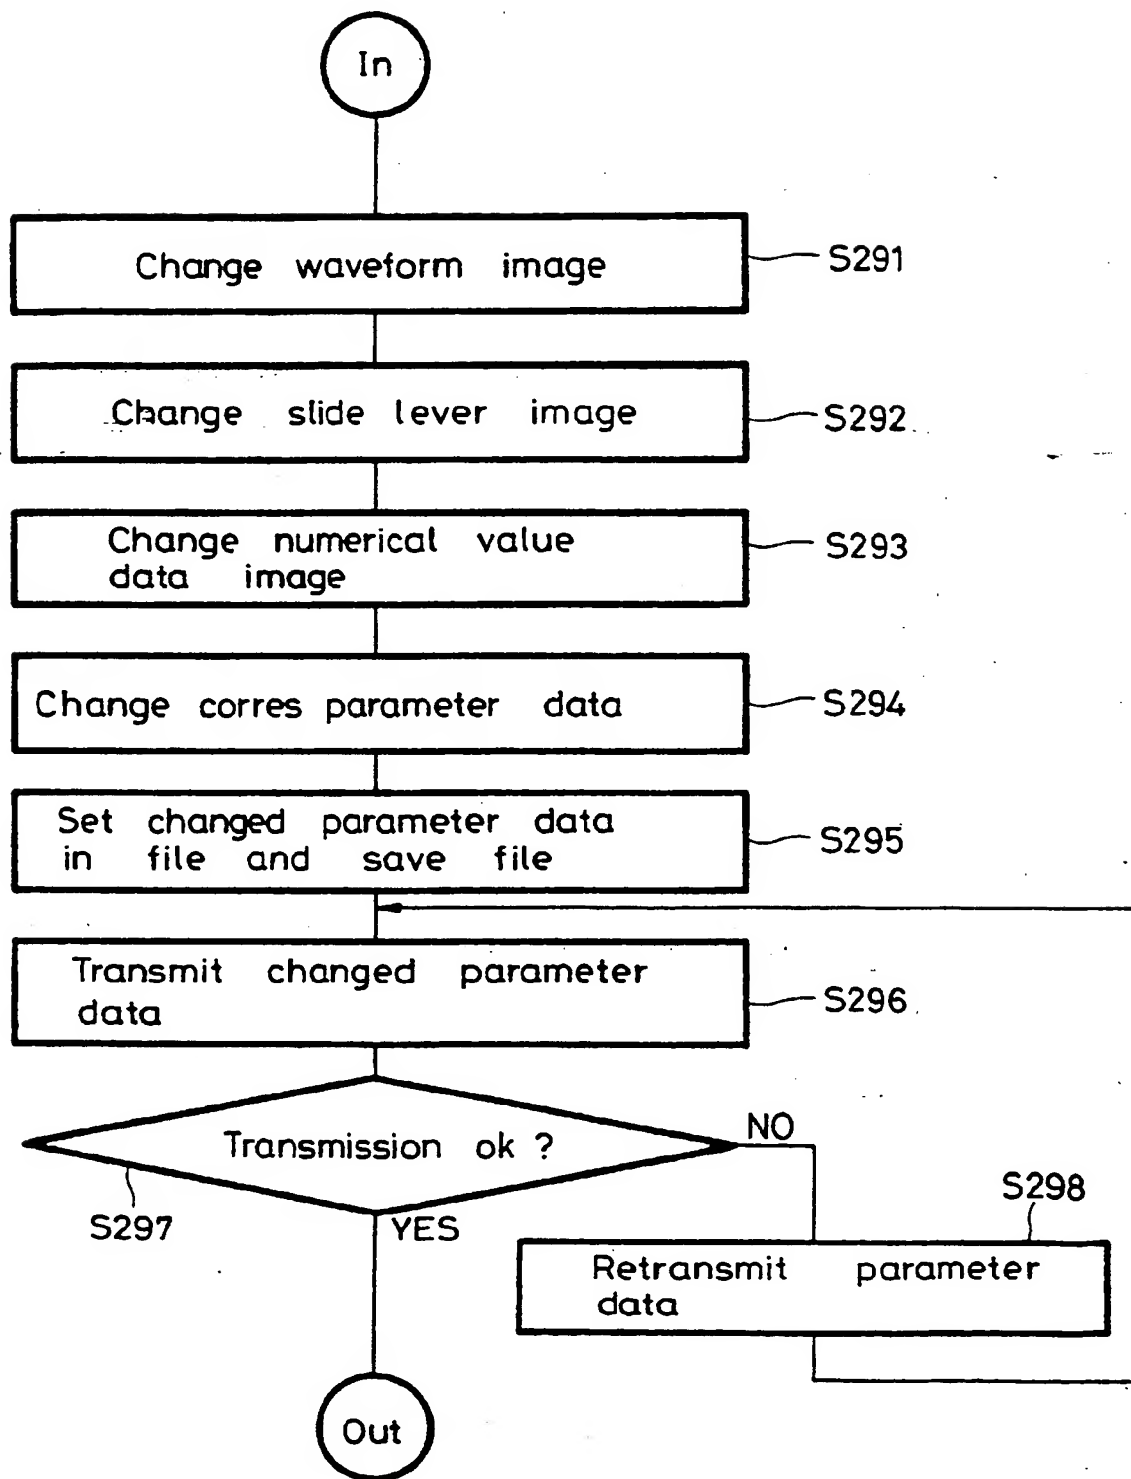 In
Change waveform image
S291
Change slide lever image
S292
Change numerical value
data image
S293
Change corres parameter data
S294
Set changed parameter data
in file and save file
S295
Transmit changed parameter
data
S296
Transmission ok ?
NO
S297
YES
S298
Retransmit parameter
data
Out